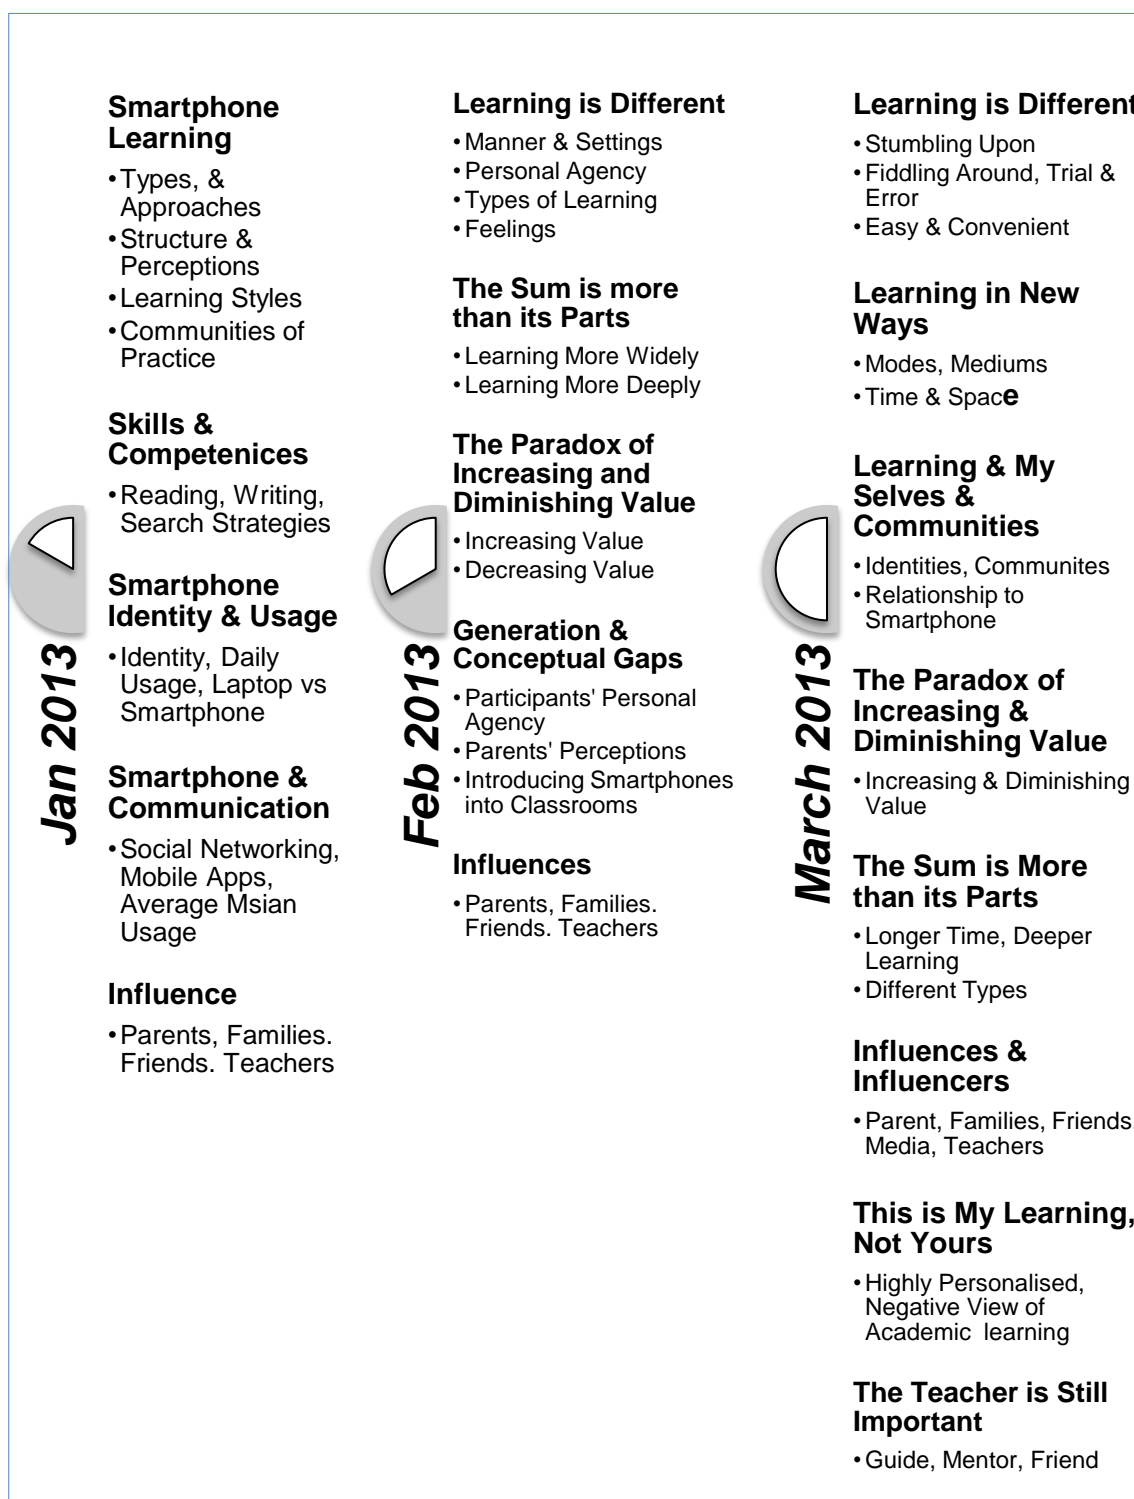 Jan 2013
Smartphone
Learning
•Types, &
Approaches
•Structure &
Perceptions
•Learning Styles
•Communities of
Practice
Skills &
Competenices
•Reading, Writing,
Search Strategies
Smartphone
Identity & Usage
•Identity, Daily
Usage, Laptop vs
Smartphone
Smartphone &
Communication
•Social Networking,
Mobile Apps,
Average Msian
Usage
Influence
•Parents, Families.
Friends. Teachers
Feb 2013
Learning is Different
•Manner & Settings
•Personal Agency
•Types of Learning
•Feelings
The Sum is more
than its Parts
•Learning More Widely
•Learning More Deeply
The Paradox of
Increasing and
Diminishing Value
•Increasing Value
•Decreasing Value
Generation &
Conceptual Gaps
•Participants' Personal
Agency
•Parents' Perceptions
•Introducing Smartphones
into Classrooms
Influences
•Parents, Families.
Friends. Teachers
March 2013
Learning is Different
•Stumbling Upon
•Fiddling Around, Trial &
Error
•Easy & Convenient
Learning in New
Ways
•Modes, Mediums
•Time & Space
Learning & My
Selves &
Communities
•Identities, Communites
•Relationship to
Smartphone
The Paradox of
Increasing &
Diminishing Value
•Increasing & Diminishing
Value
The Sum is More
than its Parts
•Longer Time, Deeper
Learning
•Different Types
Influences &
Influencers
•Parent, Families, Friends
Media, Teachers
This is My Learning,
Not Yours
•Highly Personalised,
Negative View of
Academic learning
The Teacher is Still
Important
•Guide, Mentor, Friend